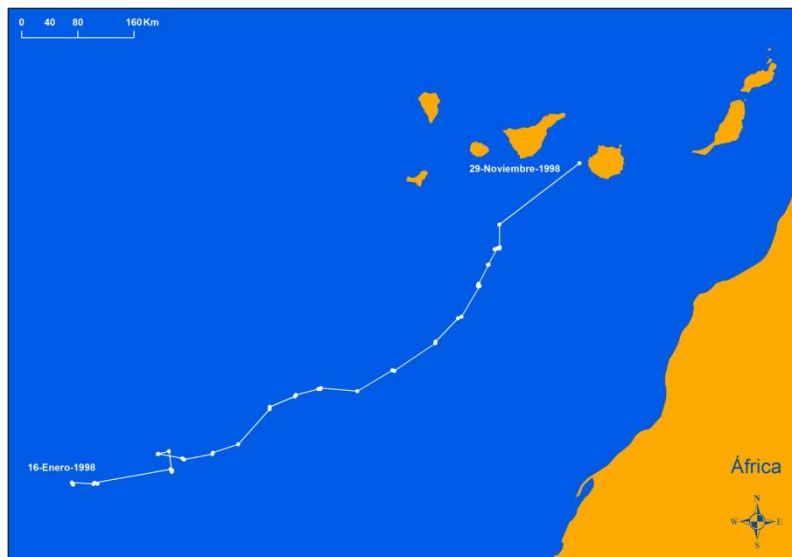 0 40 80 160 Km
29-Noviembre-1998
16-Enero-1998
África
N
W E
S